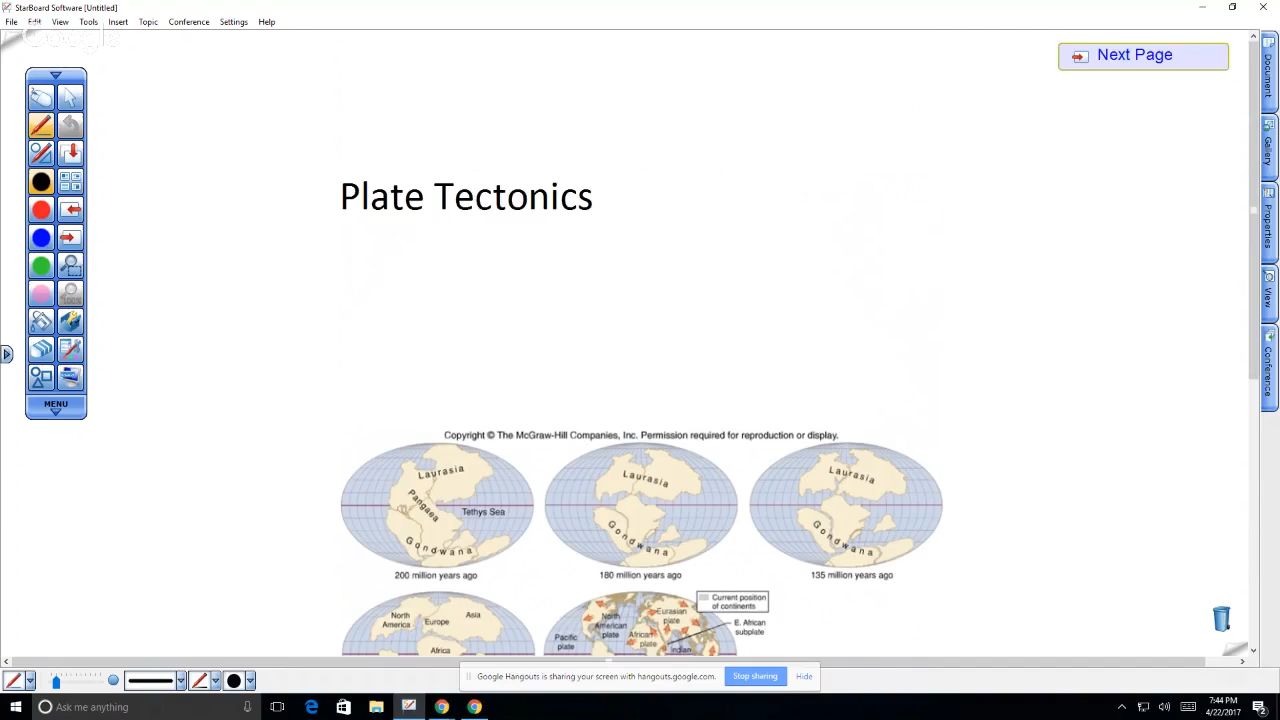 StarBoard Software [Untitled]
File Edit View Tools Insert Topic Conference Settings Help
Next Page
Document
Gallery
Properties
View
Conference
MENU
Plate Tectonics
Copyright © The McGraw-Hill Companies, Inc. Permission required for reproduction or display.
Laurasia
Pangaea
Tethys Sea
Gondwana
200 million years ago
Laurasia
Gondwana
180 million years ago
Laurasia
Gondwana
135 million years ago
North America
Europe
Asia
Africa
North American plate
Eurasian plate
Pacific plate
African plate
Indian
Current position of continents
E. African subplate
Google Hangouts is sharing your screen with hangouts.google.com.
Stop sharing
Hide
Ask me anything
7:44 PM
4/22/2017